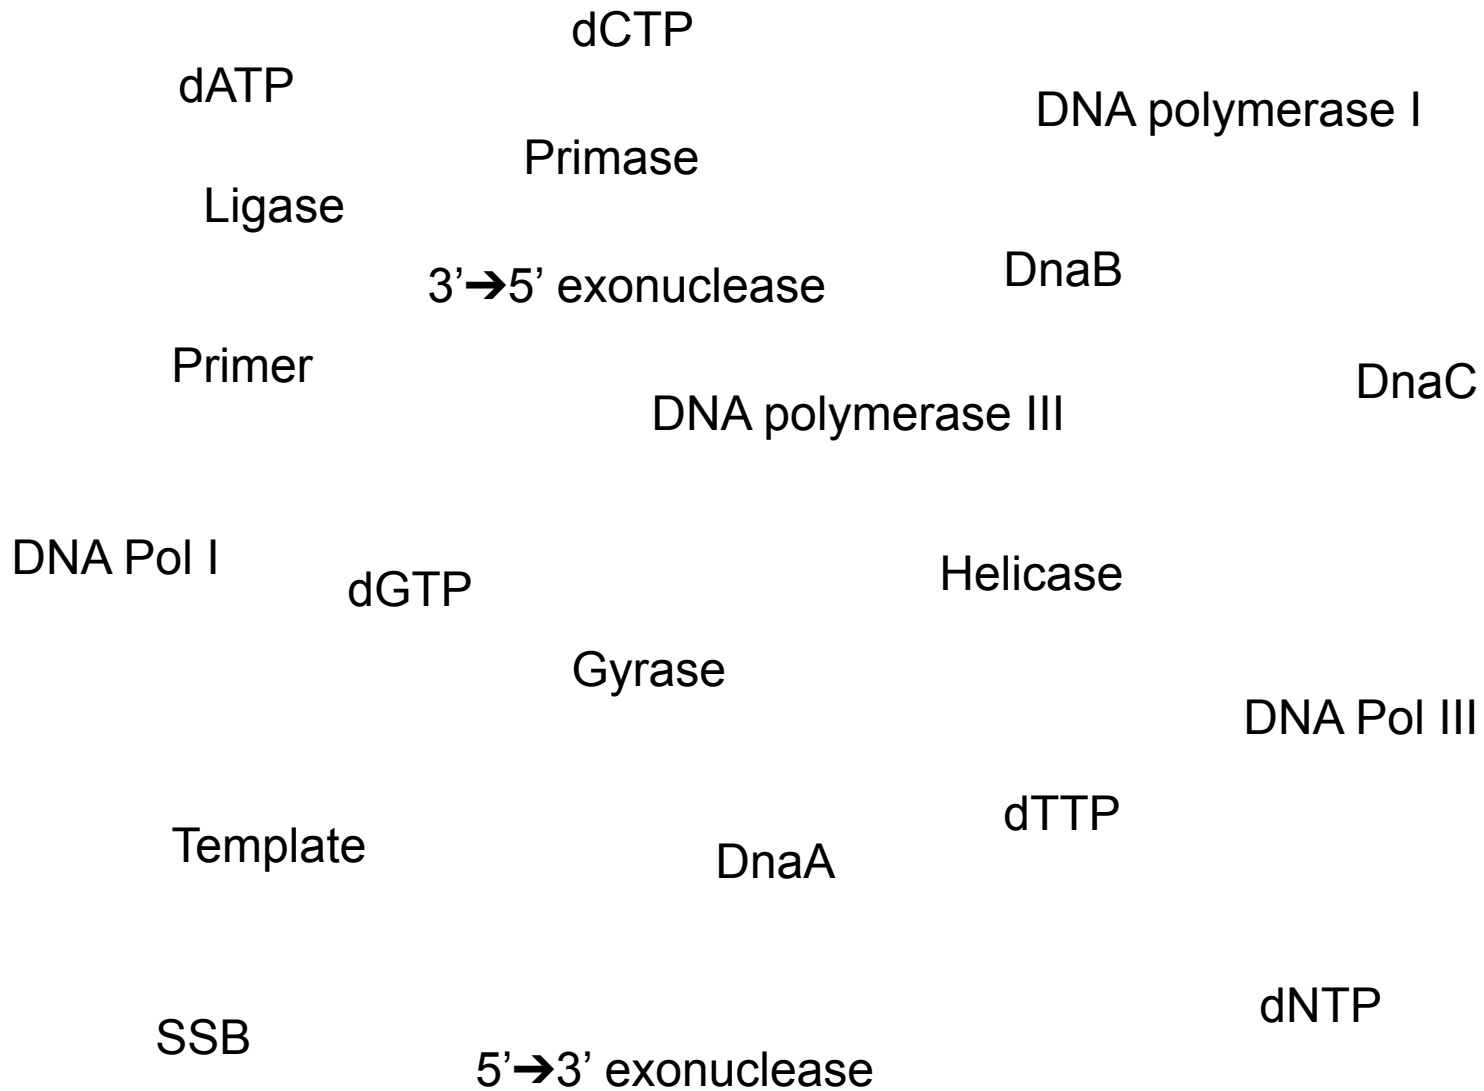 dCTP
dATP
DNA polymerase I
Primase
Ligase
DnaB
3’➔5’ exonuclease
Primer
DnaC
DNA polymerase III
DNA Pol I
Helicase
dGTP
Gyrase
DNA Pol III
dTTP
Template
DnaA
dNTP
SSB
5’➔3’ exonuclease